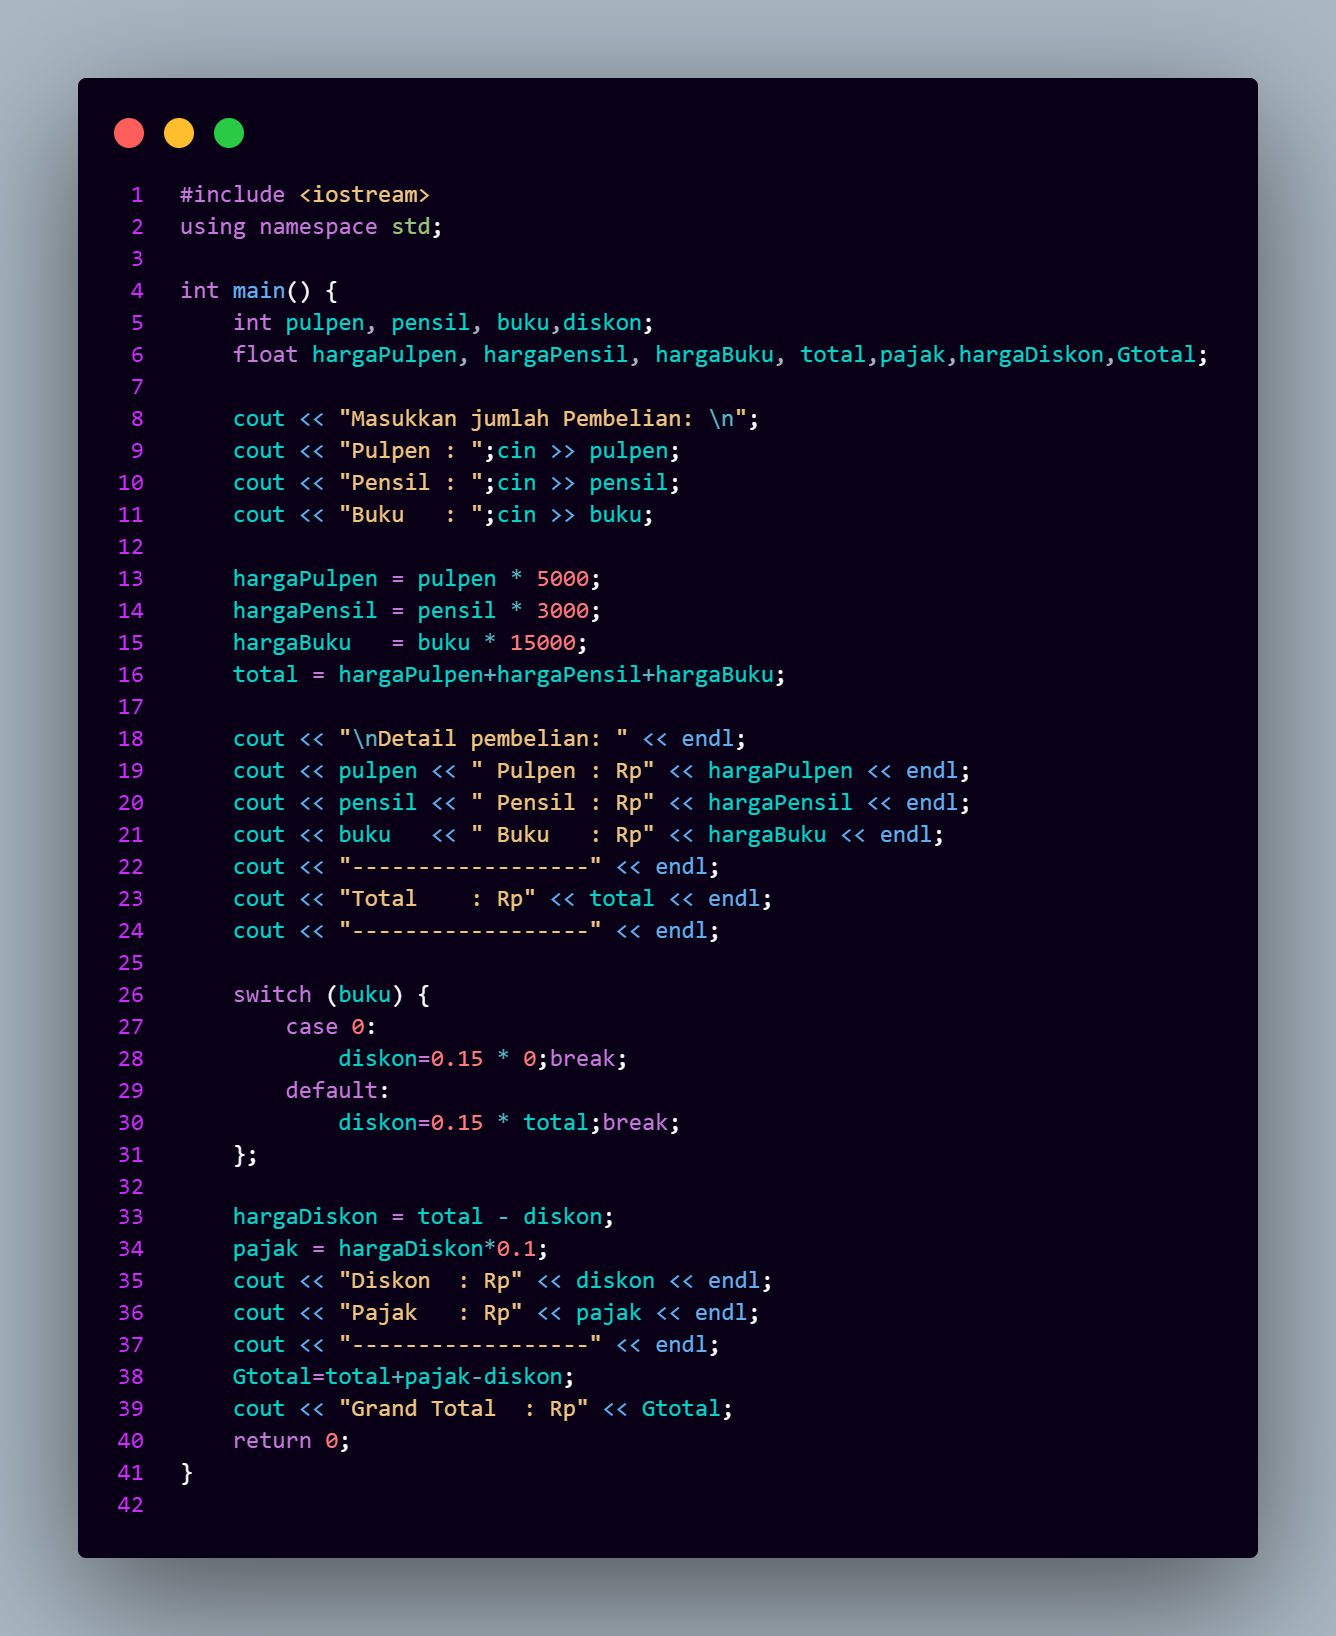 1 #include <iostream>
2 using namespace std;
3
4 int main() {
5     int pulpen, pensil, buku,diskon;
6     float hargaPulpen, hargaPensil, hargaBuku, total,pajak,hargaDiskon,Gtotal;
7
8     cout << "Masukkan jumlah Pembelian: \n";
9     cout << "Pulpen : ";cin >> pulpen;
10     cout << "Pensil : ";cin >> pensil;
11     cout << "Buku   : ";cin >> buku;
12
13     hargaPulpen = pulpen * 5000;
14     hargaPensil = pensil * 3000;
15     hargaBuku   = buku * 15000;
16     total = hargaPulpen+hargaPensil+hargaBuku;
17
18     cout << "\nDetail pembelian: " << endl;
19     cout << pulpen << " Pulpen : Rp" << hargaPulpen << endl;
20     cout << pensil << " Pensil : Rp" << hargaPensil << endl;
21     cout << buku   << " Buku   : Rp" << hargaBuku << endl;
22     cout << "------------------" << endl;
23     cout << "Total    : Rp" << total << endl;
24     cout << "------------------" << endl;
25
26     switch (buku) {
27         case 0:
28             diskon=0.15 * 0;break;
29         default:
30             diskon=0.15 * total;break;
31     };
32
33     hargaDiskon = total - diskon;
34     pajak = hargaDiskon*0.1;
35     cout << "Diskon  : Rp" << diskon << endl;
36     cout << "Pajak   : Rp" << pajak << endl;
37     cout << "------------------" << endl;
38     Gtotal=total+pajak-diskon;
39     cout << "Grand Total  : Rp" << Gtotal;
40     return 0;
41 }
42